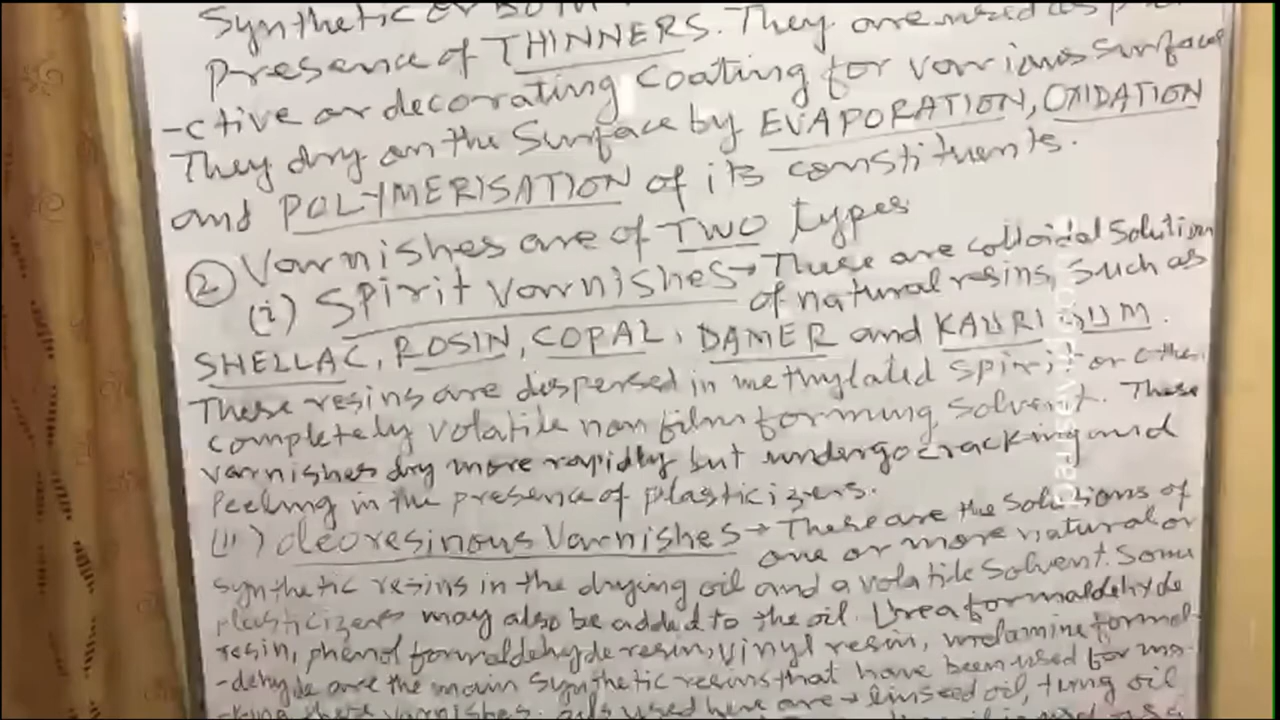 Synthetic or both
Presence of THINNERS. They are used as
-ctive or decorating coating for various surface
They dry on the Surface by EVAPORATION, OXIDATION
and POLYMERISATION of its constituents.
② Varnishes are of TWO types
(i) Spirit varnishes → These are colloidal Solution
of natural resins, Such as
SHELLAC, ROSIN, COPAL, DAMER and KAURI GUM.
These resins are dispersed in methylated spirit or other
completely volatile non film forming solvent. These
varnishes dry more rapidly but undergo cracking and
Peeling in the presence of plasticizers.
(ii) oleoresinous Varnishes → These are the Solutions of
one or more natural or
synthetic resins in the drying oil and a volatile Solvent. Some
plasticizers may also be added to the oil. Urea formaldehyde
resin, phenol formaldehyde resin, vinyl resin, melamine formal-
-dehyde are the main synthetic resins that have been used for ma-
-king these varnishes. oils used here are → linseed oil, tung oil